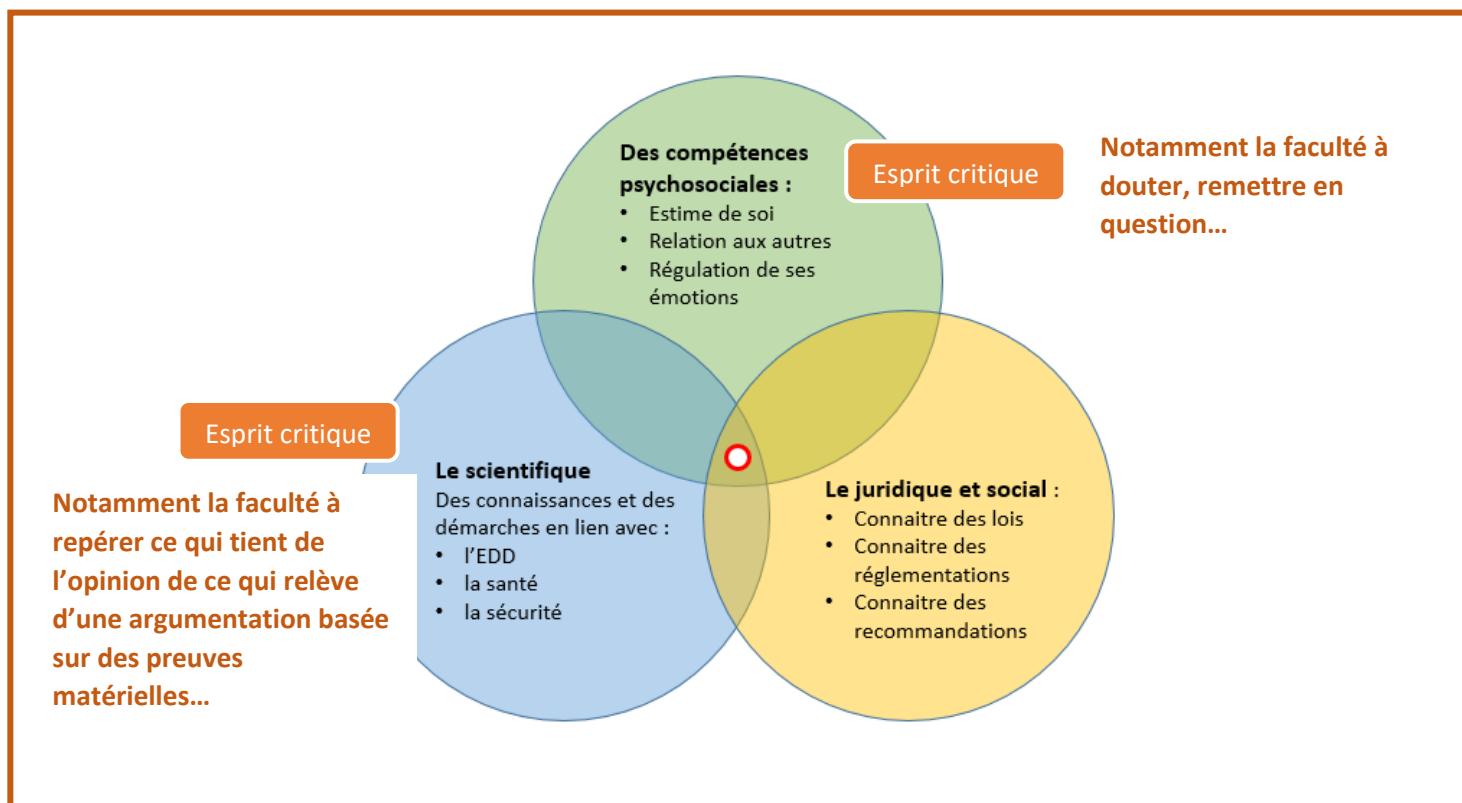 Des compétences
psychosociales :
• Estime de soi
• Relation aux autres
• Régulation de ses
émotions
Esprit critique
Notamment la faculté à
douter, remettre en
question…
Esprit critique
Notamment la faculté à
repérer ce qui tient de
l’opinion de ce qui relève
d’une argumentation basée
sur des preuves
matérielles…
Le scientifique
Des connaissances et des
démarches en lien avec :
• l’EDD
• la santé
• la sécurité
Le juridique et social :
• Connaitre des lois
• Connaitre des
réglementations
• Connaitre des
recommandations